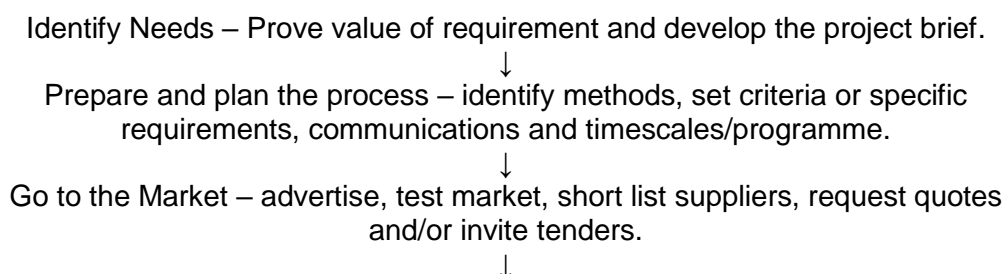 Identify Needs – Prove value of requirement and develop the project brief.
↓
Prepare and plan the process – identify methods, set criteria or specific
requirements, communications and timescales/programme.
↓
Go to the Market – advertise, test market, short list suppliers, request quotes
and/or invite tenders.
↓